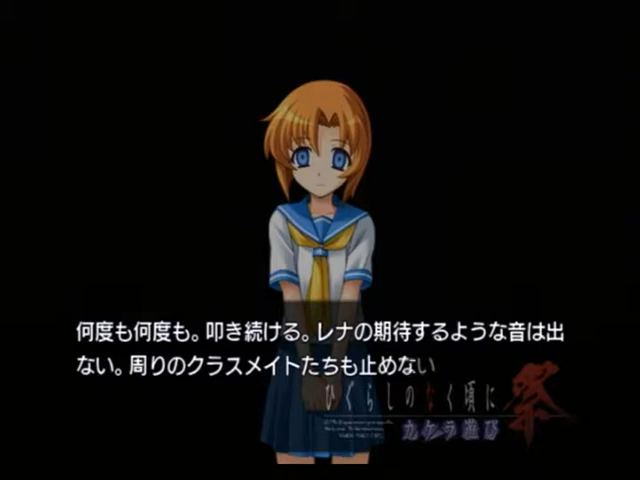 何度も何度も。叩き続ける。レナの期待するような音は出
ない。周りのクラスメイトたちも止めない
ひぐらしのなく頃に祭
カケラ遊び